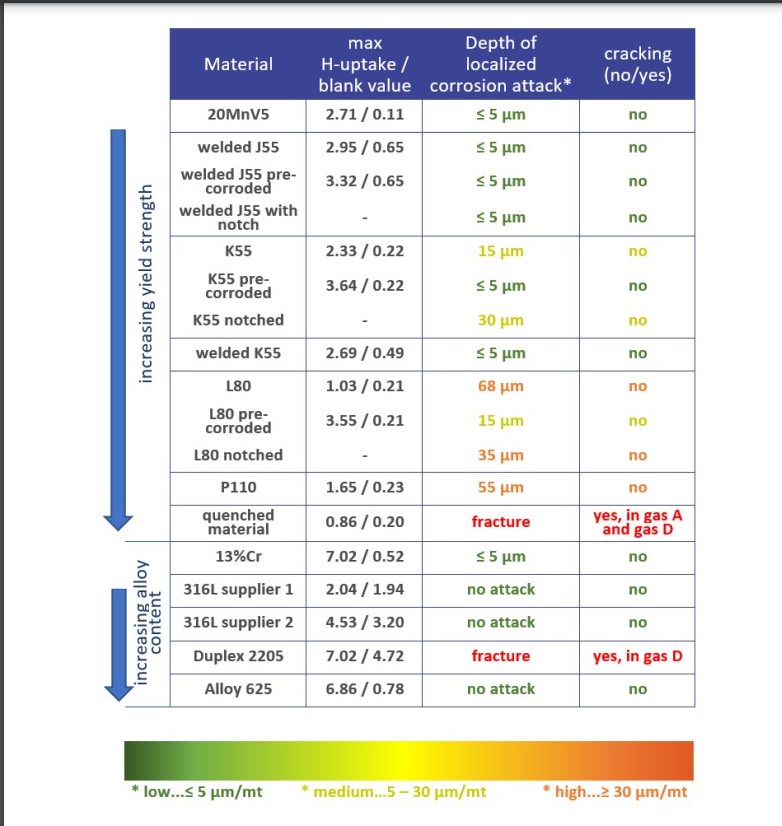 Material | max H-uptake / blank value | Depth of localized corrosion attack* | cracking (no/yes)
20MnV5 | 2.71 / 0.11 | ≤ 5 µm | no
welded J55 | 2.95 / 0.65 | ≤ 5 µm | no
welded J55 pre-corroded | 3.32 / 0.65 | ≤ 5 µm | no
welded J55 with notch | - | ≤ 5 µm | no
K55 | 2.33 / 0.22 | 15 µm | no
K55 pre-corroded | 3.64 / 0.22 | ≤ 5 µm | no
K55 notched | - | 30 µm | no
welded K55 | 2.69 / 0.49 | ≤ 5 µm | no
L80 | 1.03 / 0.21 | 68 µm | no
L80 pre-corroded | 3.55 / 0.21 | 15 µm | no
L80 notched | - | 35 µm | no
P110 | 1.65 / 0.23 | 55 µm | no
quenched material | 0.86 / 0.20 | fracture | yes, in gas A and gas D
13%Cr | 7.02 / 0.52 | ≤ 5 µm | no
316L supplier 1 | 2.04 / 1.94 | no attack | no
316L supplier 2 | 4.53 / 3.20 | no attack | no
Duplex 2205 | 7.02 / 4.72 | fracture | yes, in gas D
Alloy 625 | 6.86 / 0.78 | no attack | no
increasing yield strength
increasing alloy content
* low...≤ 5 µm/mt * medium...5 – 30 µm/mt * high...≥ 30 µm/mt